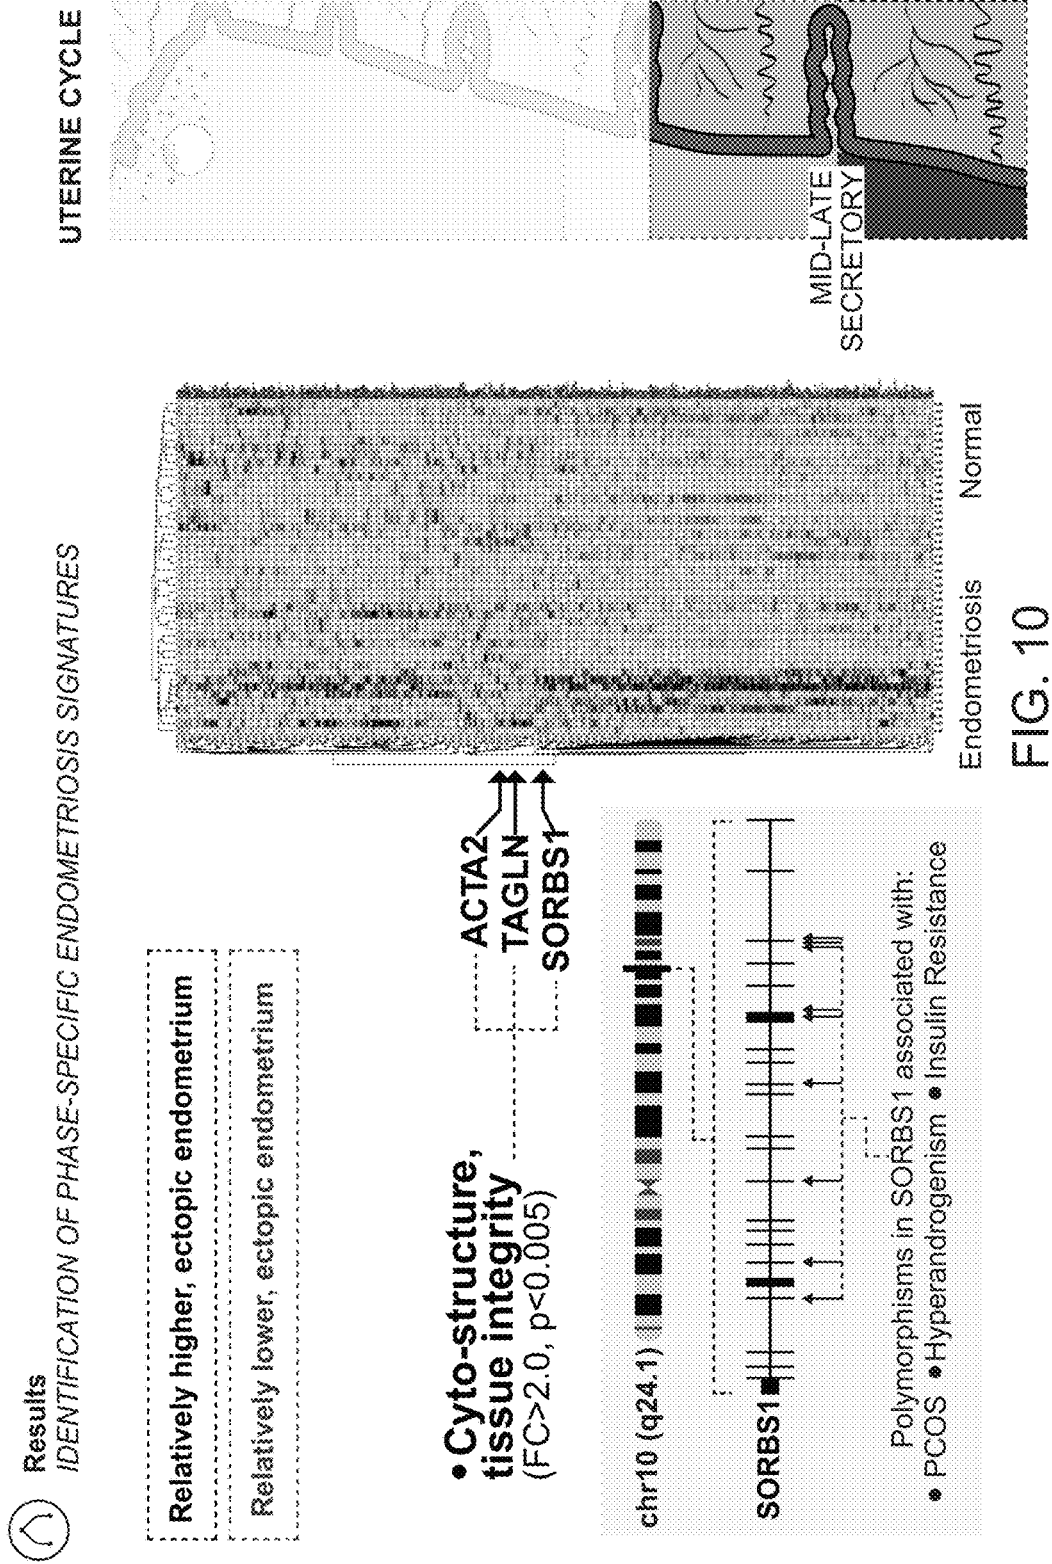 Results
IDENTIFICATION OF PHASE-SPECIFIC ENDOMETRIOSIS SIGNATURES
UTERINE CYCLE
Relatively higher, ectopic endometrium
Relatively lower, ectopic endometrium
• Cyto-structure,
tissue integrity
(FC>2.0, p<0.005)
ACTA2
TAGLN
SORBS1
chr10 (q24.1)
SORBS1
Polymorphisms in SORBS1 associated with:
• PCOS • Hyperandrogenism • Insulin Resistance
Endometriosis
Normal
MID-LATE
SECRETORY
FIG. 10